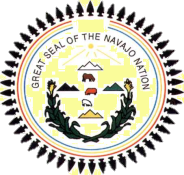 GREAT SEAL OF THE NAVAJO NATION